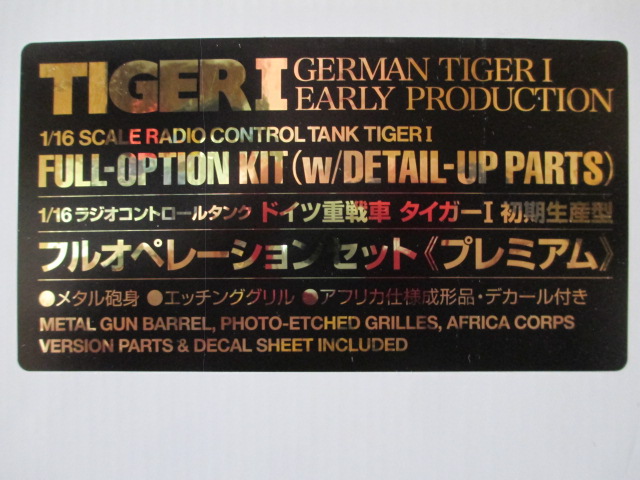 TIGER I GERMAN TIGER I
EARLY PRODUCTION
1/16 SCALE RADIO CONTROL TANK TIGER I
FULL-OPTION KIT (w/DETAIL-UP PARTS)
1/16 ラジオコントロールタンク ドイツ重戦車 タイガーI 初期生産型
フルオペレーションセット《プレミアム》
●メタル砲身 ●エッチンググリル ●アフリカ仕様成形品・デカール付き
METAL GUN BARREL, PHOTO-ETCHED GRILLES, AFRICA CORPS
VERSION PARTS & DECAL SHEET INCLUDED